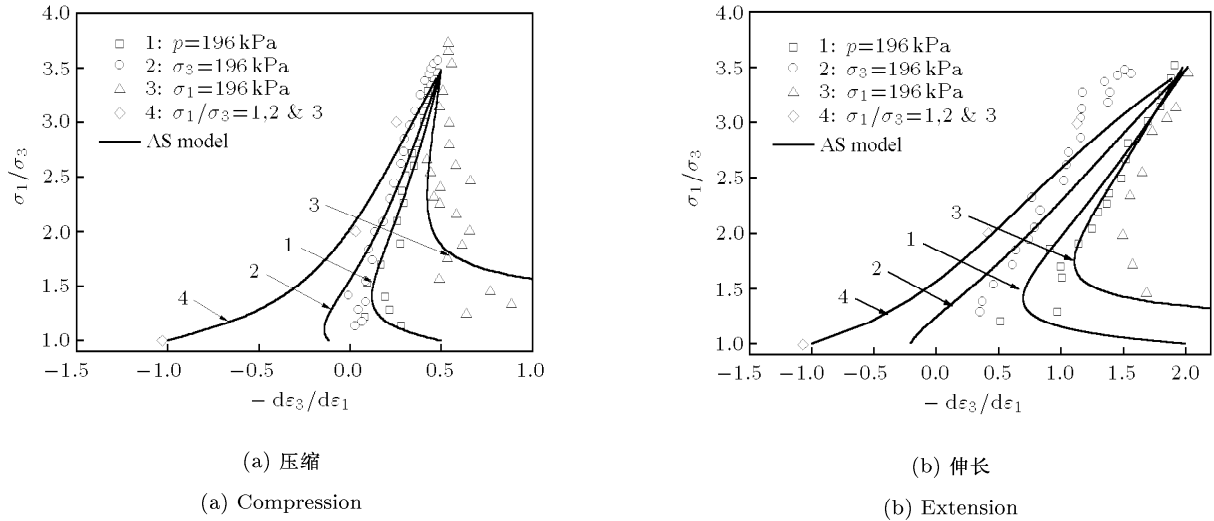 4.0
3.5
3.0
2.5
2.0
1.5
1.0
σ₁/σ₃
1: p=196 kPa
2: σ₃=196 kPa
3: σ₁=196 kPa
4: σ₁/σ₃=1,2 & 3
AS model
3
1
2
4
−1.5 −1.0 −0.5 0.0 0.5 1.0
− dε₃/dε₁
(a) 压缩
(a) Compression
4.0
3.5
3.0
2.5
2.0
1.5
1.0
σ₁/σ₃
1: p=196 kPa
2: σ₃=196 kPa
3: σ₁=196 kPa
4: σ₁/σ₃=1,2 & 3
AS model
3
1
2
4
−1.5 −1.0 −0.5 0.0 0.5 1.0 1.5 2.0
− dε₃/dε₁
(b) 伸长
(b) Extension